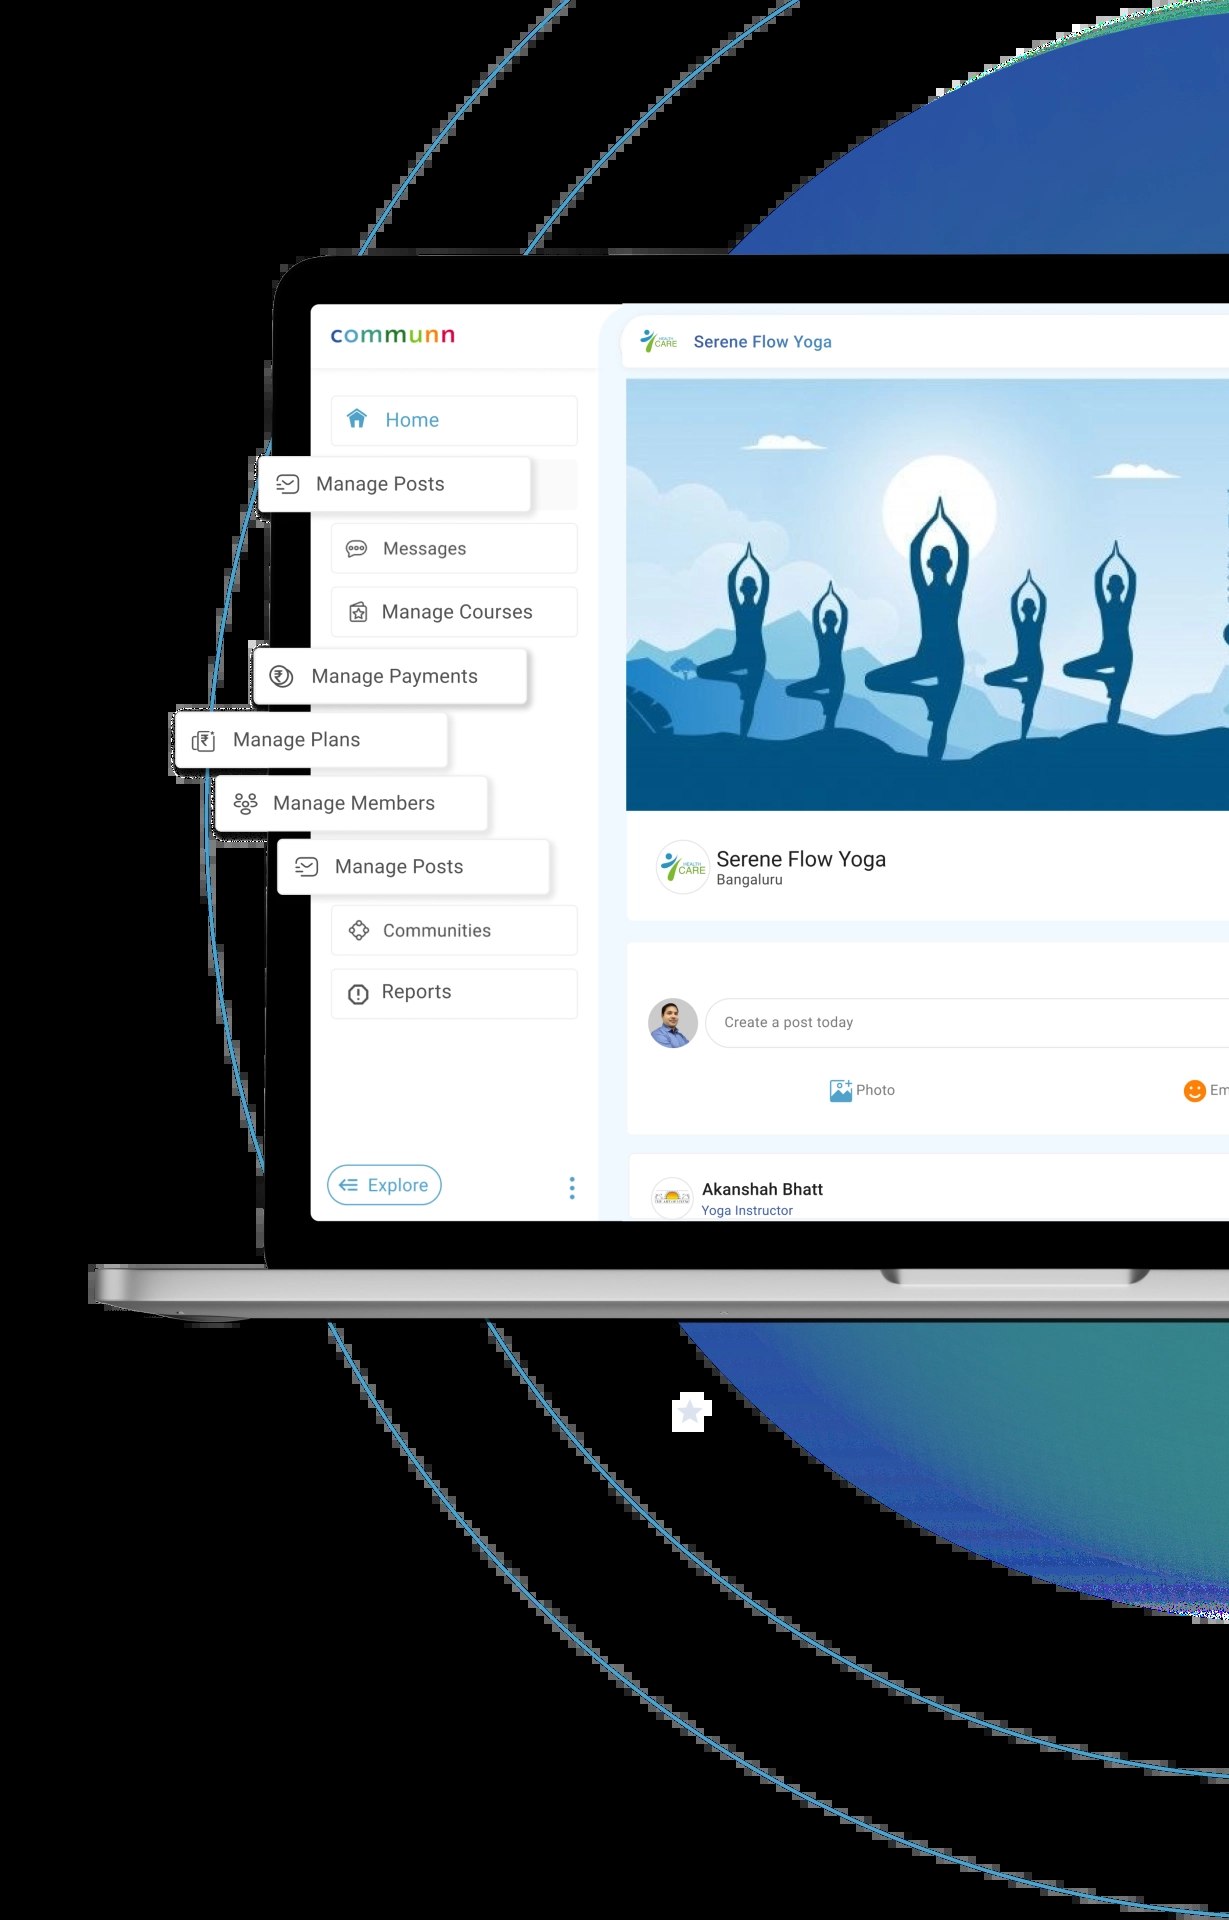 communn
HEALTH
CARE
Serene Flow Yoga
Home
Manage Posts
Messages
Manage Courses
Manage Payments
Manage Plans
Manage Members
Manage Posts
Communities
Reports
Explore
HEALTH
CARE
Serene Flow Yoga
Bangaluru
Create a post today
Photo
Em
Akanshah Bhatt
Yoga Instructor